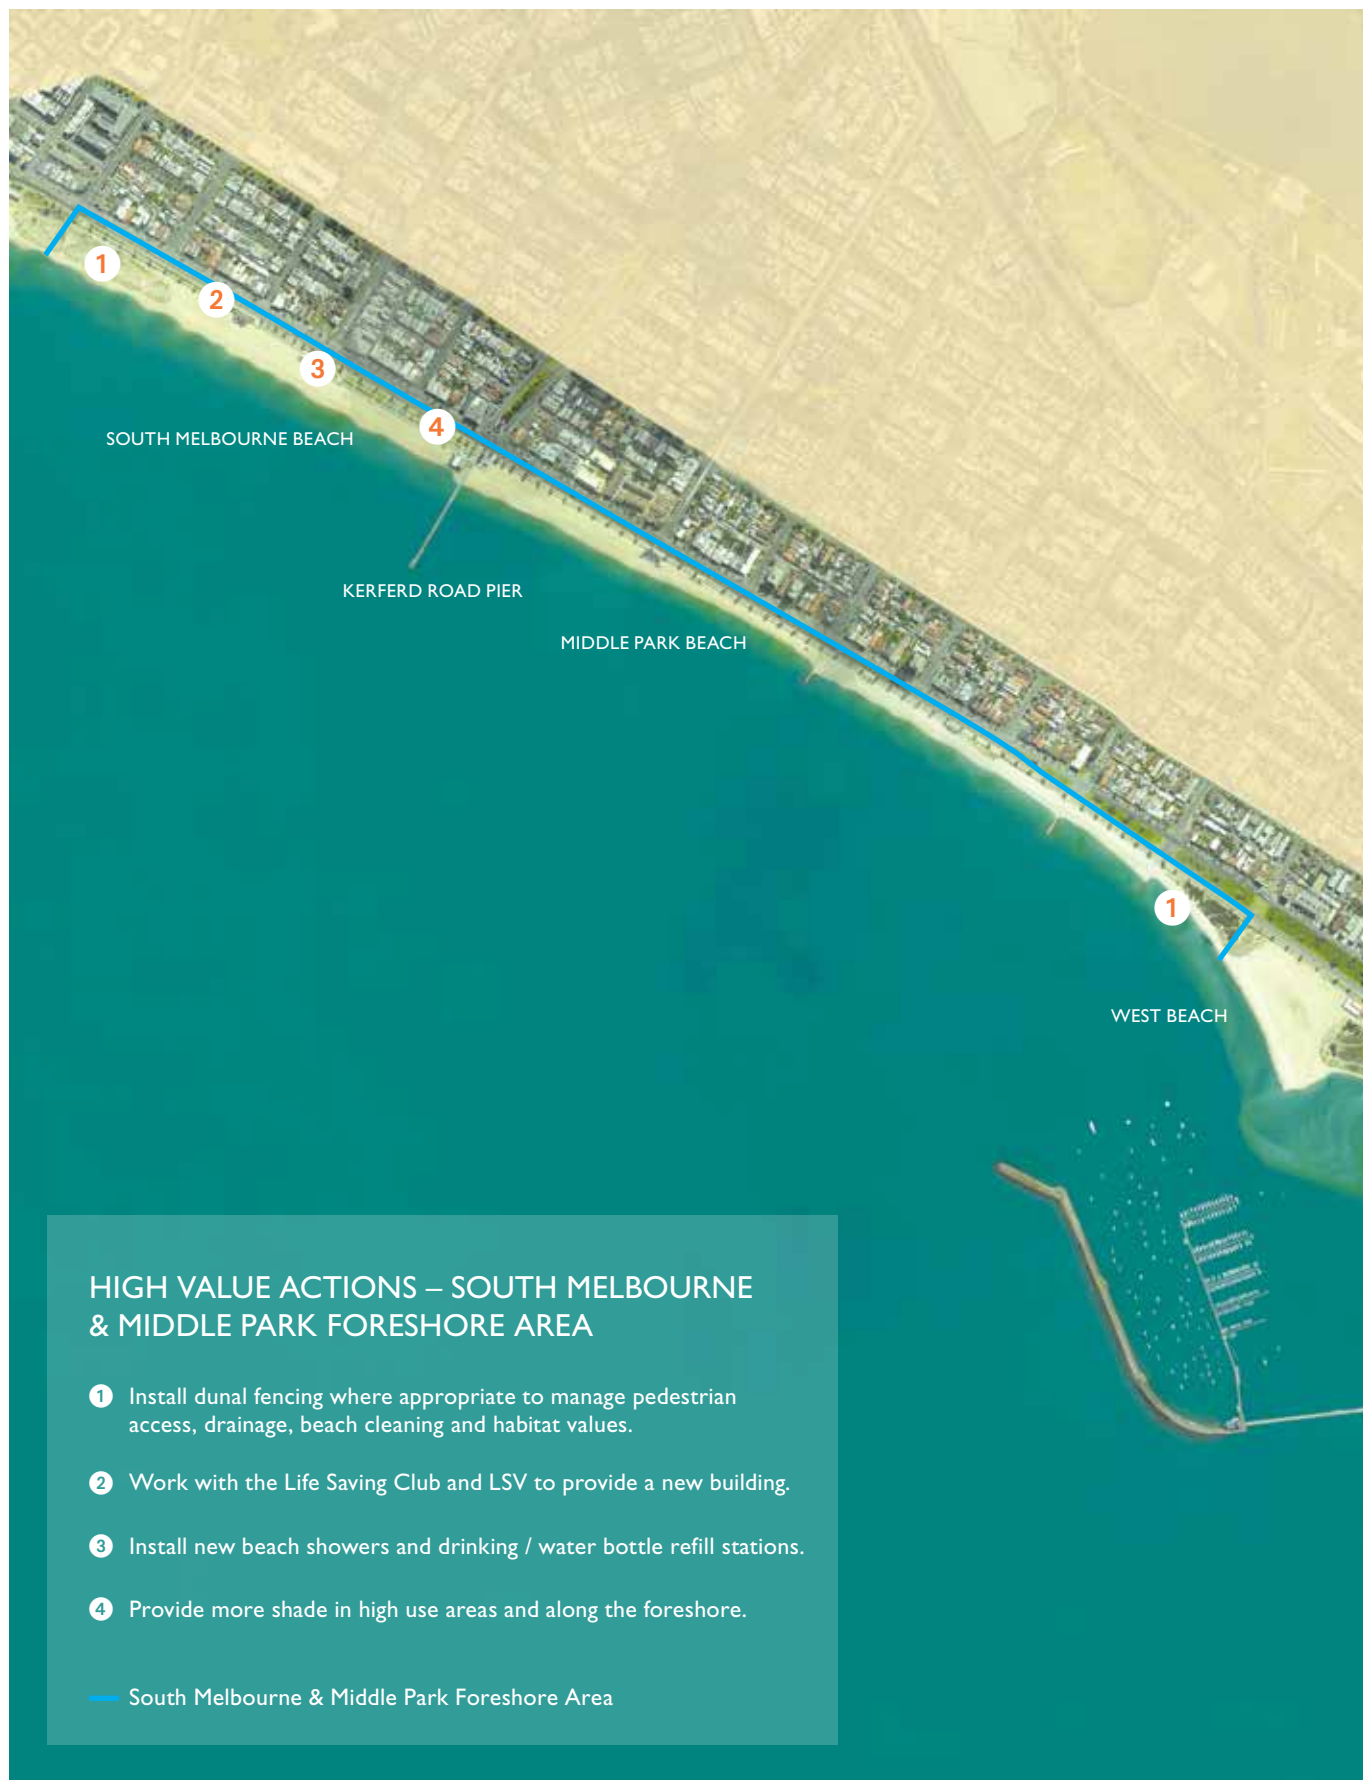 1
2
3
4
SOUTH MELBOURNE BEACH
KERFERD ROAD PIER
MIDDLE PARK BEACH
1
WEST BEACH
HIGH VALUE ACTIONS – SOUTH MELBOURNE
& MIDDLE PARK FORESHORE AREA
1 Install dunal fencing where appropriate to manage pedestrian
access, drainage, beach cleaning and habitat values.
2 Work with the Life Saving Club and LSV to provide a new building.
3 Install new beach showers and drinking / water bottle refill stations.
4 Provide more shade in high use areas and along the foreshore.
South Melbourne & Middle Park Foreshore Area